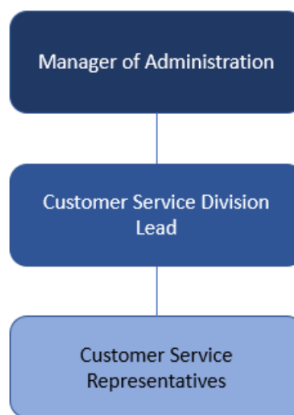 Manager of Administration
Customer Service Division
Lead
Customer Service
Representatives